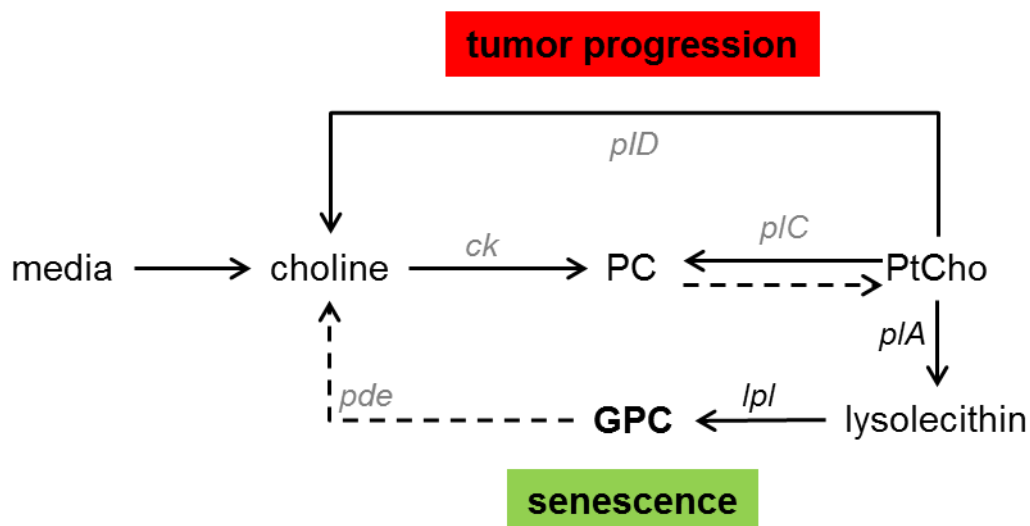 tumor progression
plD
media
choline
ck
PC
plC
PtCho
plA
pde
GPC
lpl
lysolecithin
senescence